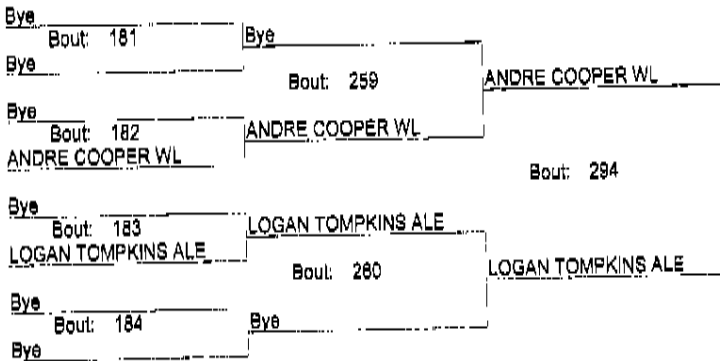 Bye
Bout: 181
Bye
Bye
Bout: 259
ANDRE COOPER WL
Bye
Bout: 182
ANDRE COOPER WL
ANDRE COOPER WL
Bout: 294
Bye
Bout: 183
LOGAN TOMPKINS ALE
LOGAN TOMPKINS ALE
Bout: 260
LOGAN TOMPKINS ALE
Bye
Bout: 184
Bye
Bye